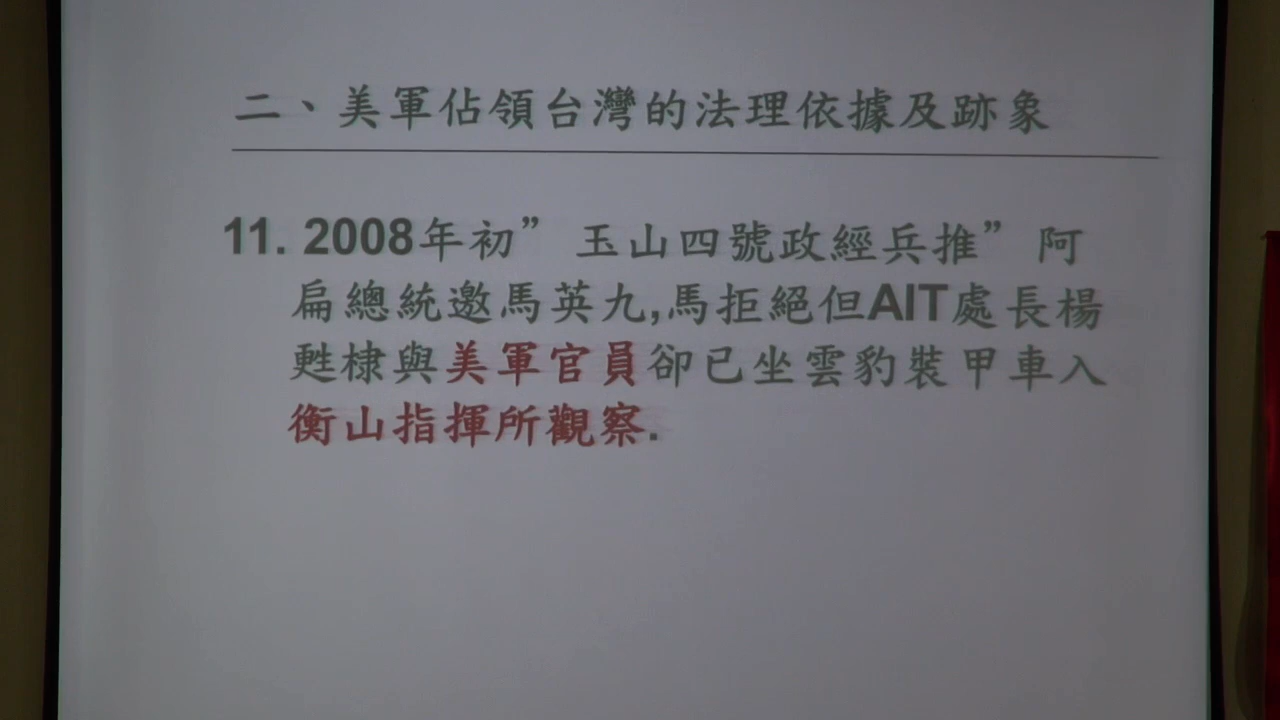 二、美軍佔領台灣的法理依據及跡象
11. 2008年初”玉山四號政經兵推”阿
扁總統邀馬英九,馬拒絕但AIT處長楊
甦棣與美軍官員卻已坐雲豹裝甲車入
衡山指揮所觀察.